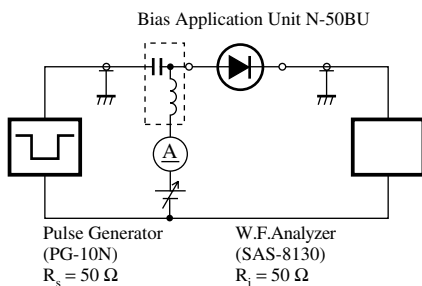 Bias Application Unit N-50BU
A
Pulse Generator
(PG-10N)
Rs = 50 Ω
W.F.Analyzer
(SAS-8130)
Ri = 50 Ω